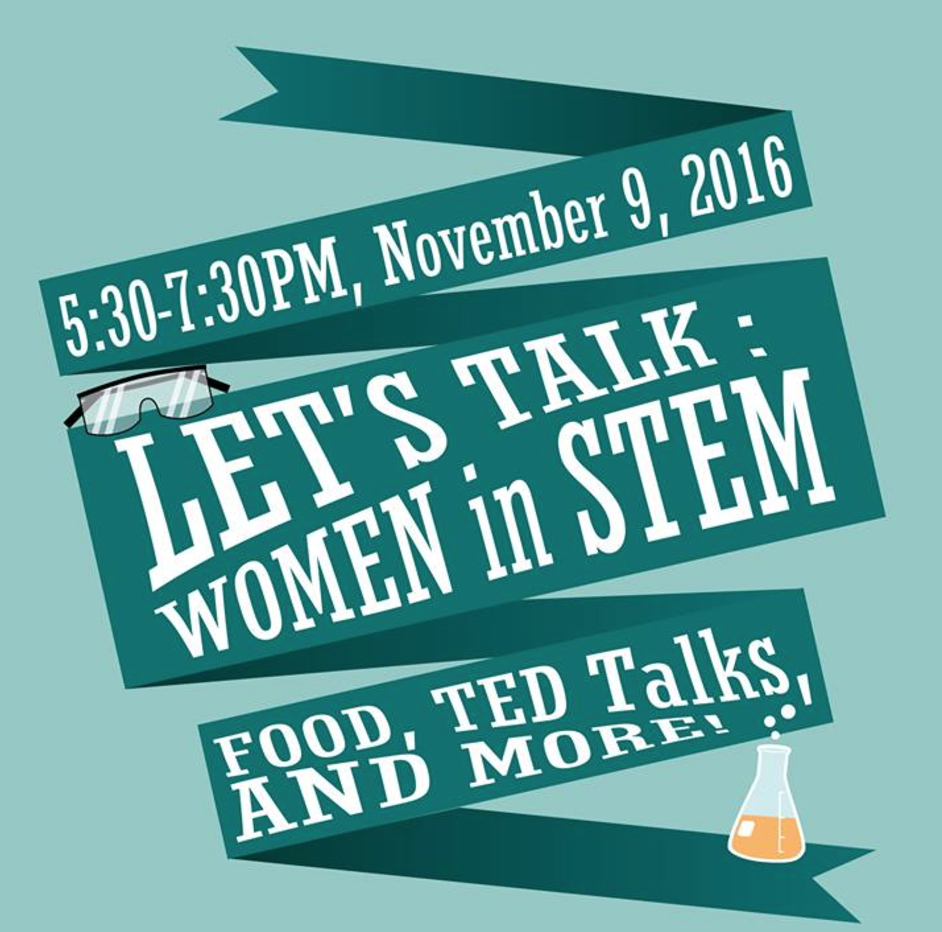 5:30-7:30PM, November 9, 2016
LET'S TALK :
WOMEN in STEM
FOOD, TED Talks,
AND MORE!